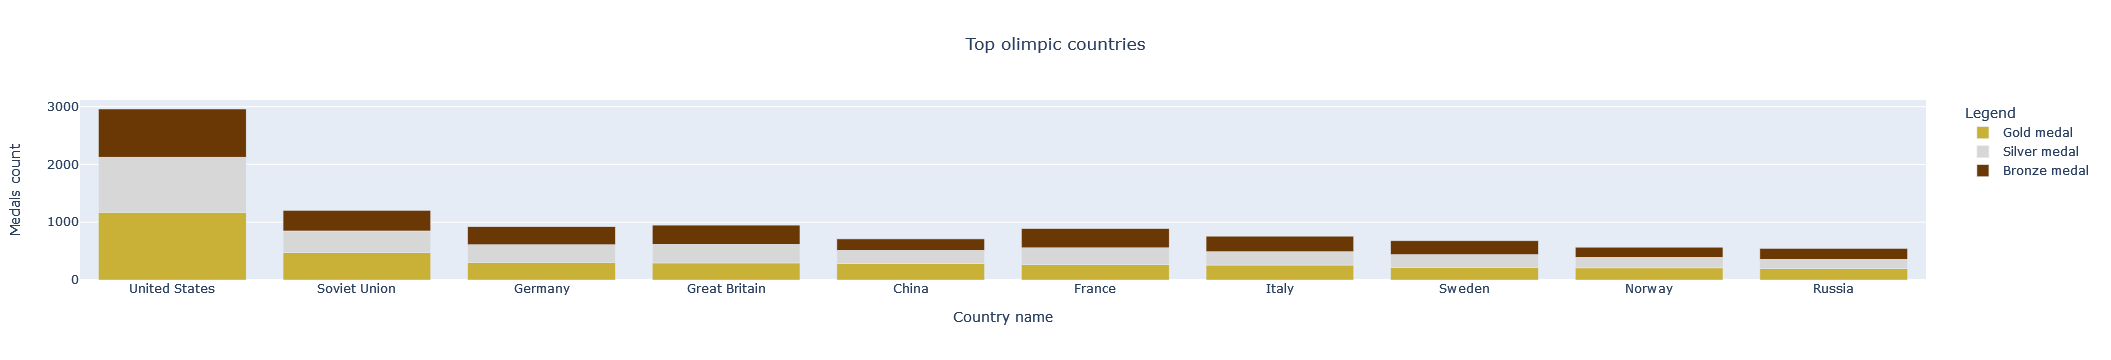 Top olimpic countries
Medals count
3000
2000
1000
0
United States
Soviet Union
Germany
Great Britain
China
France
Italy
Sweden
Norway
Russia
Country name
Legend
Gold medal
Silver medal
Bronze medal